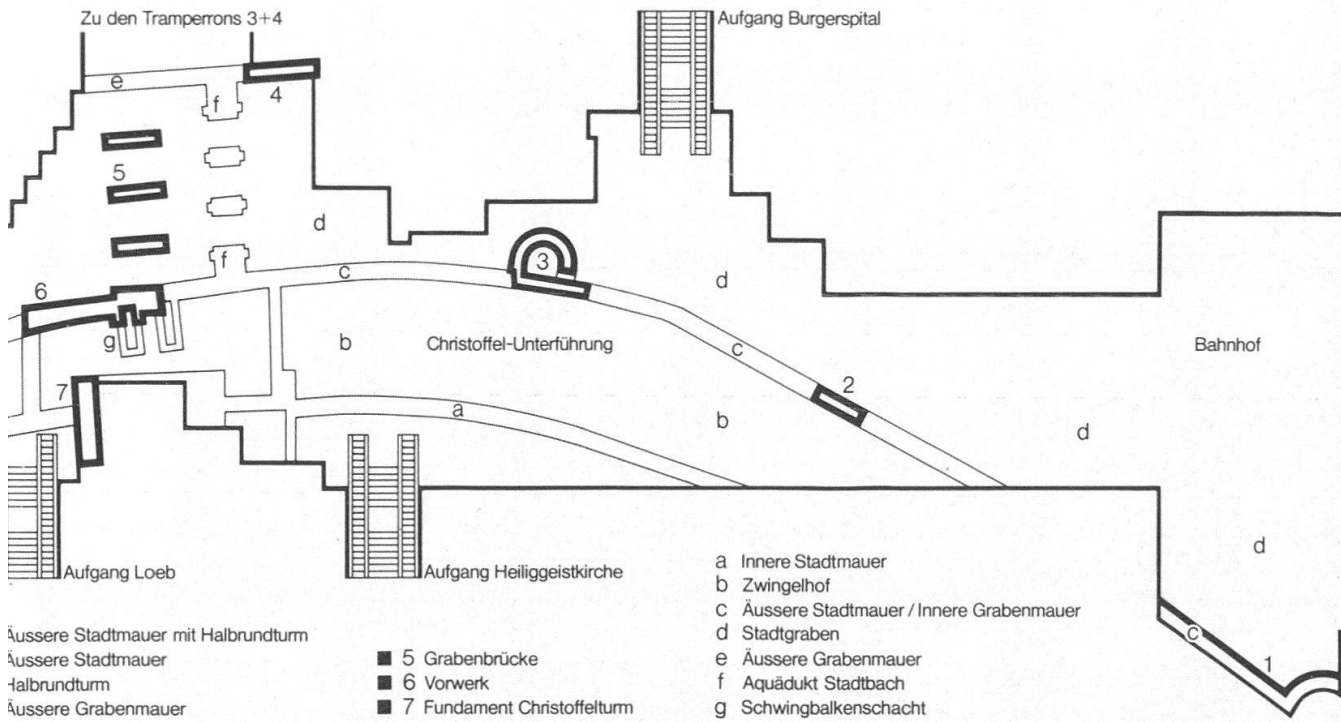 Zu den Tramperrons 3+4
Aufgang Burgerspital
e
4
f
5
d
f
3
c
d
6
g
b
Christoffel-Unterführung
c
Bahnhof
7
2
a
b
d
d
Aufgang Loeb
Aufgang Heiliggeistkirche
c
1
Äussere Stadtmauer mit Halbrundturm
Äussere Stadtmauer
Halbrundturm
Äussere Grabenmauer
5 Grabenbrücke
6 Vorwerk
7 Fundament Christoffelturm
a Innere Stadtmauer
b Zwingelhof
c Äussere Stadtmauer / Innere Grabenmauer
d Stadtgraben
e Äussere Grabenmauer
f Aquädukt Stadtbach
g Schwingbalkenschacht